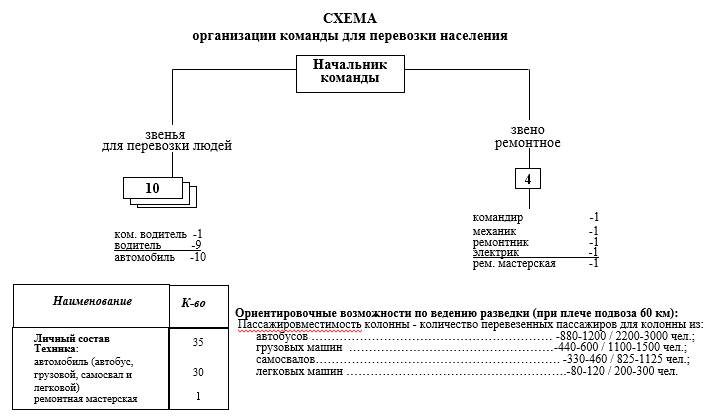 СХЕМА
организации команды для перевозки населения
Начальник
команды
звенья
для перевозки людей
10
ком. водитель -1
водитель -9
автомобиль -10
звено
ремонтное
4
командир -1
механик -1
ремонтник -1
электрик -1
рем. мастерская -1
Наименование К-во
Личный состав 35
Техника:
автомобиль (автобус,
грузовой, самосвал и 30
легковой)
ремонтная мастерская 1
Ориентировочные возможности по ведению разведки (при плече подвоза 60 км):
Пассажировместимость колонны - количество перевезенных пассажиров для колонны из:
автобусов ………………………………………… -880-1200 / 2200-3000 чел.;
грузовых машин ………………………………… -440-600 / 1100-1500 чел.;
самосвалов……………………………………… -330-460 / 825-1125 чел.;
легковых машин …………………………………-80-120 / 200-300 чел.